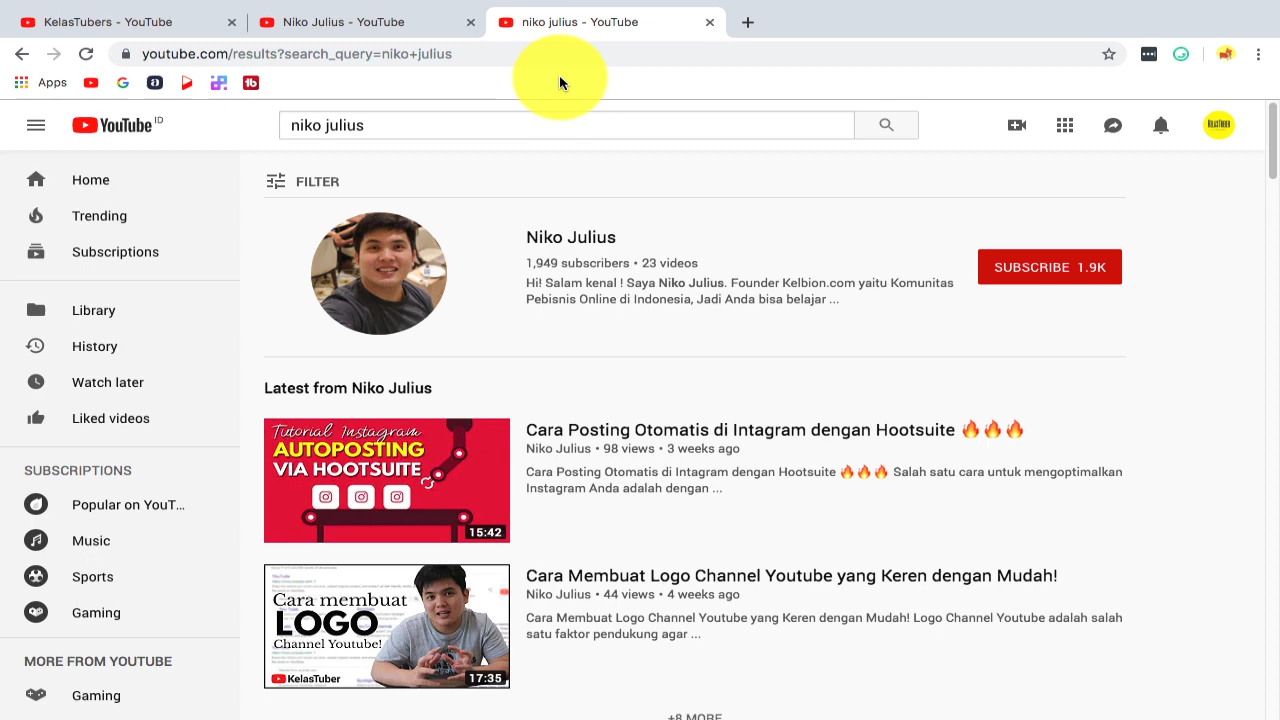 KelasTubers - YouTube
Niko Julius - YouTube
niko julius - YouTube
youtube.com/results?search_query=niko+julius
Apps
YouTube ID
niko julius
Home
Trending
Subscriptions
Library
History
Watch later
Liked videos
SUBSCRIPTIONS
Popular on YouT...
Music
Sports
Gaming
MORE FROM YOUTUBE
Gaming
FILTER
Niko Julius
1,949 subscribers • 23 videos
Hi! Salam kenal ! Saya Niko Julius. Founder Kelbion.com yaitu Komunitas
Pebisnis Online di Indonesia, Jadi Anda bisa belajar ...
SUBSCRIBE 1.9K
Latest from Niko Julius
Tutorial Instagram
AUTOPOSTING
VIA HOOTSUITE
15:42
Cara Posting Otomatis di Intagram dengan Hootsuite 🔥🔥🔥
Niko Julius • 98 views • 3 weeks ago
Cara Posting Otomatis di Intagram dengan Hootsuite 🔥🔥🔥 Salah satu cara untuk mengoptimalkan
Instagram Anda adalah dengan ...
Cara membuat
LOGO
Channel Youtube!
KelasTuber
17:35
Cara Membuat Logo Channel Youtube yang Keren dengan Mudah!
Niko Julius • 44 views • 4 weeks ago
Cara Membuat Logo Channel Youtube yang Keren dengan Mudah! Logo Channel Youtube adalah salah
satu faktor pendukung agar ...
+8 MORE